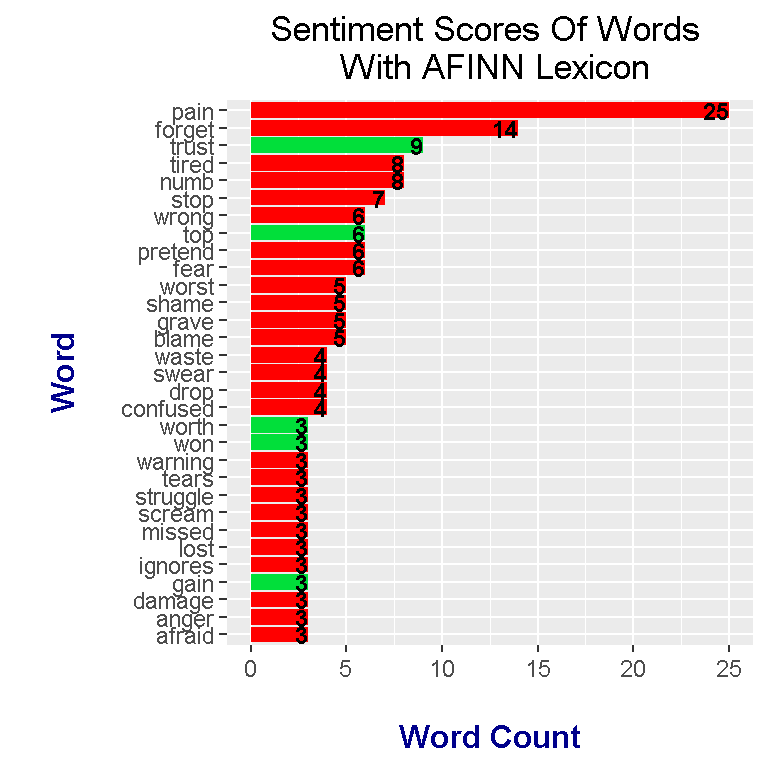 Sentiment Scores Of Words
With AFINN Lexicon
Word
pain 25
forget 14
trust 9
tired 8
numb 8
stop 7
wrong 6
top 6
pretend 6
fear 6
worst 5
shame 5
grave 5
blame 5
waste 4
swear 4
drop 4
confused 4
worth 3
won 3
warning 3
tears 3
struggle 3
scream 3
missed 3
lost 3
ignores 3
gain 3
damage 3
anger 3
afraid 3
0 5 10 15 20 25
Word Count